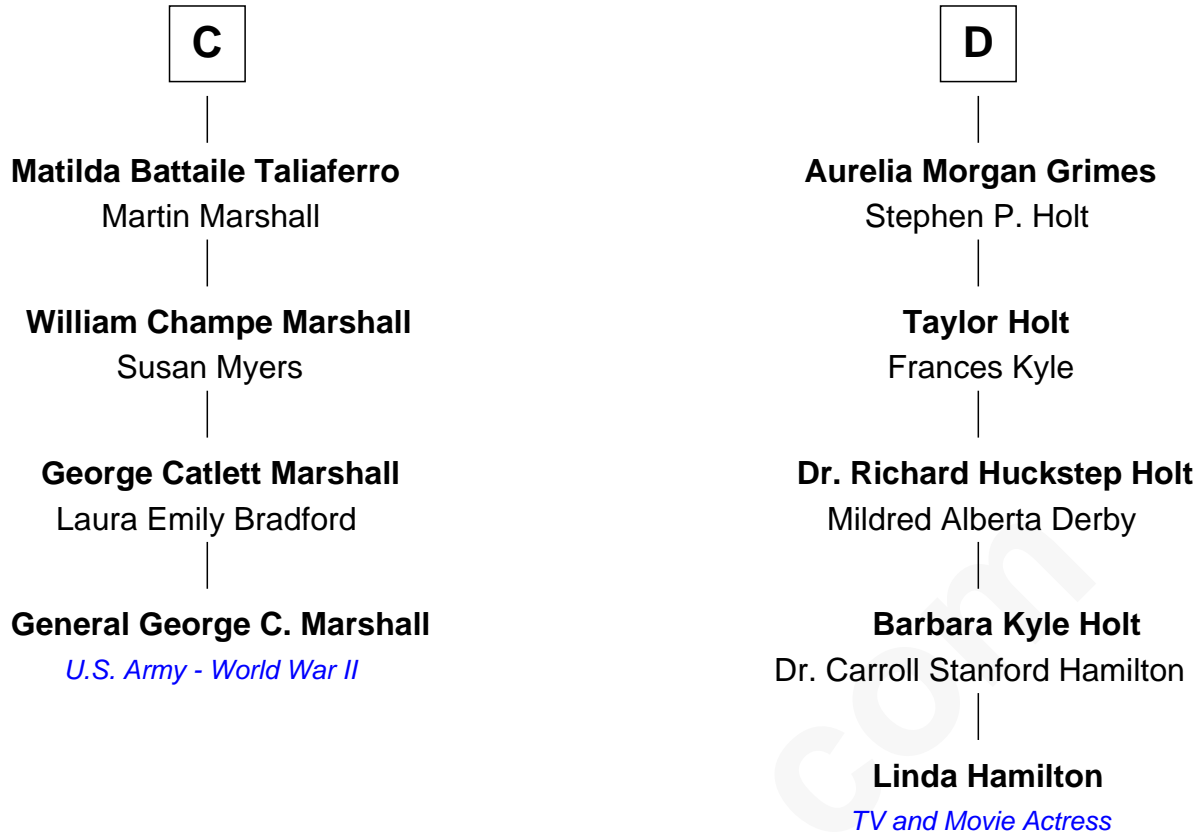 C
Matilda Battaile Taliaferro
Martin Marshall
William Champe Marshall
Susan Myers
George Catlett Marshall
Laura Emily Bradford
General George C. Marshall
U.S. Army - World War II
D
Aurelia Morgan Grimes
Stephen P. Holt
Taylor Holt
Frances Kyle
Dr. Richard Huckstep Holt
Mildred Alberta Derby
Barbara Kyle Holt
Dr. Carroll Stanford Hamilton
Linda Hamilton
TV and Movie Actress
com